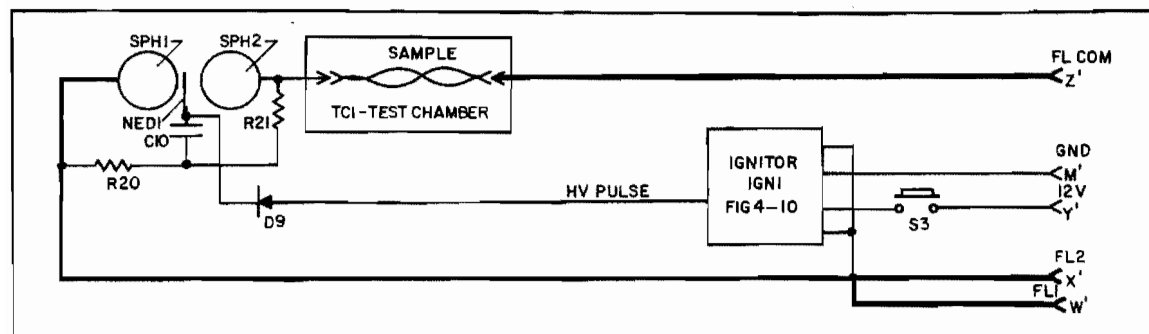 SPH1
SPH2
SAMPLE
TC1-TEST CHAMBER
FL COM
Z'
NED1
C10
R21
R20
D9
HV PULSE
IGNITOR
IGN1
FIG 4-10
GND
M'
12V
Y'
S3
FL2
X'
FL1
W'